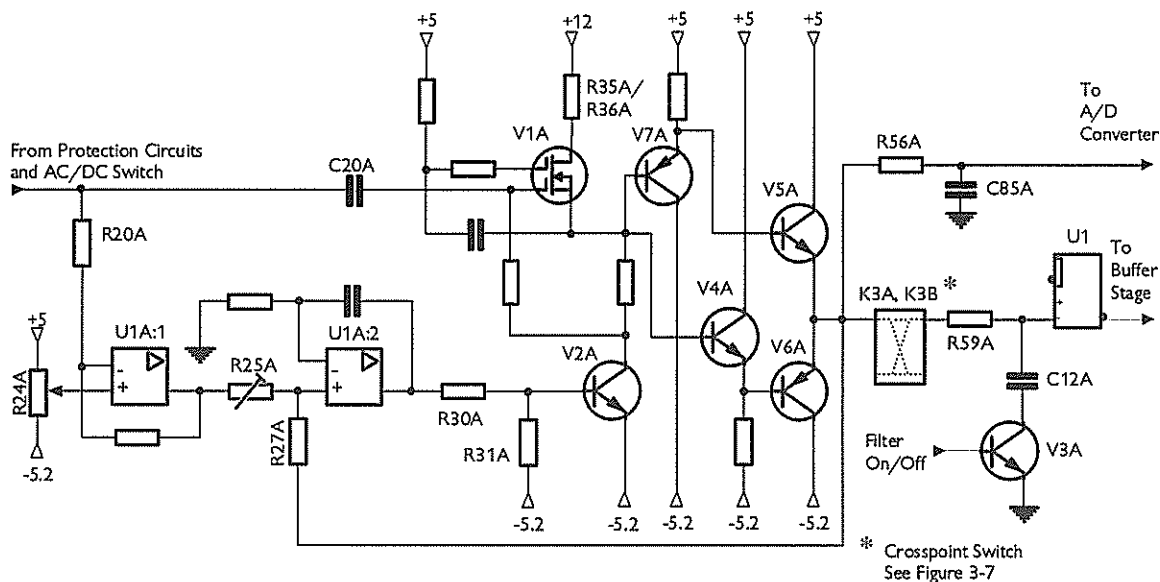 +5
+12
+5
+5
+5
R35A/
R36A
To
A/D
Converter
V1A
V7A
R56A
From Protection Circuits
and AC/DC Switch
C20A
C85A
V5A
R20A
U1
To
Buffer
Stage
V4A
K3A, K3B
*
+5
U1A:1
U1A:2
R59A
R24A
-
+
R25A
-
+
V2A
V6A
-
+
C12A
R30A
R27A
R31A
Filter
On/Off
V3A
-5.2
-5.2
-5.2
-5.2
-5.2
-5.2
* Crosspoint Switch
See Figure 3-7